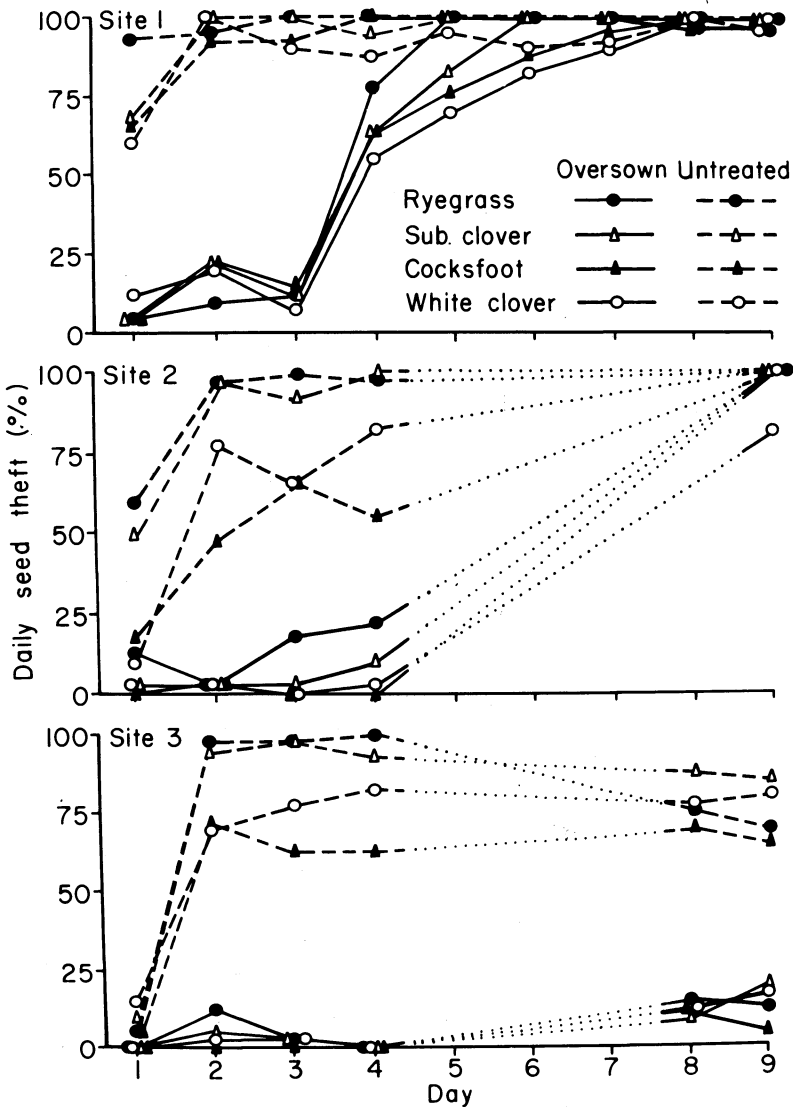 100 Site 1
75
50
25
0
Oversown Untreated
Ryegrass
Sub. clover
Cocksfoot
White clover
100 Site 2
75
50
25
0
Daily seed theft (%)
100 Site 3
75
50
25
0
1 2 3 4 5 6 7 8 9
Day